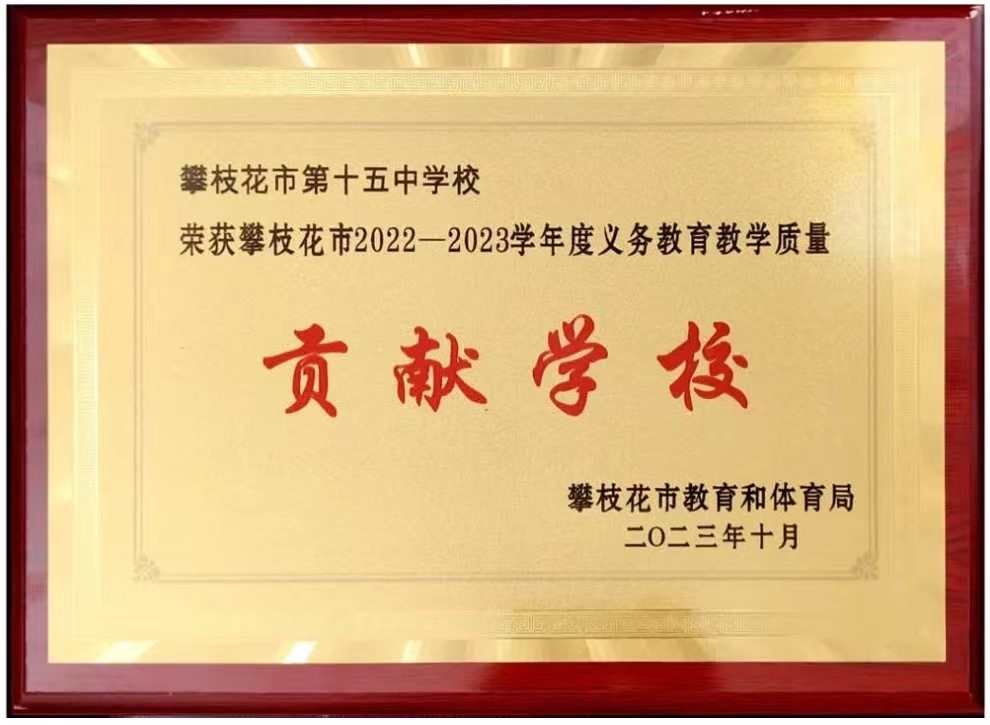 攀枝花市第十五中学校
荣获攀枝花市2022—2023学年度义务教育教学质量
贡献学校
攀枝花市教育和体育局
二〇二三年十月